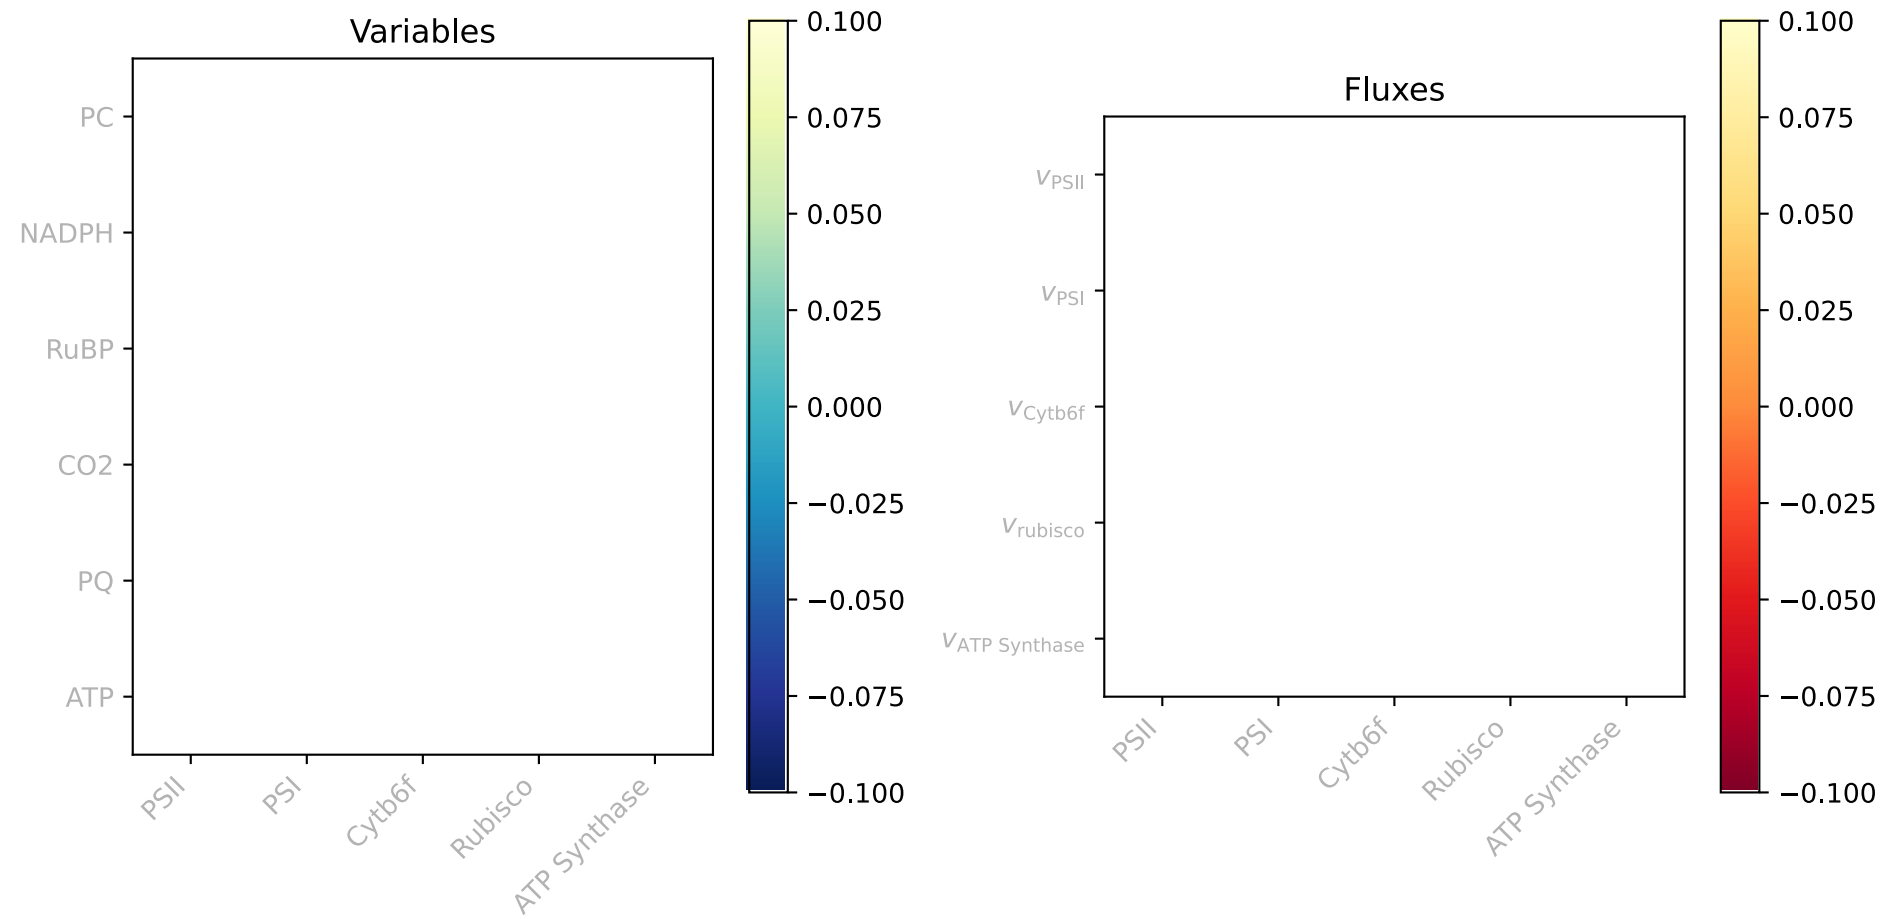 Variables
PC
NADPH
RuBP
CO2
PQ
ATP
PSII
PSI
Cytb6f
Rubisco
ATP Synthase
0.100
0.075
0.050
0.025
0.000
−0.025
−0.050
−0.075
−0.100
Fluxes
vPSII
vPSI
vCytb6f
vrubisco
vATP Synthase
PSII
PSI
Cytb6f
Rubisco
ATP Synthase
0.100
0.075
0.050
0.025
0.000
−0.025
−0.050
−0.075
−0.100